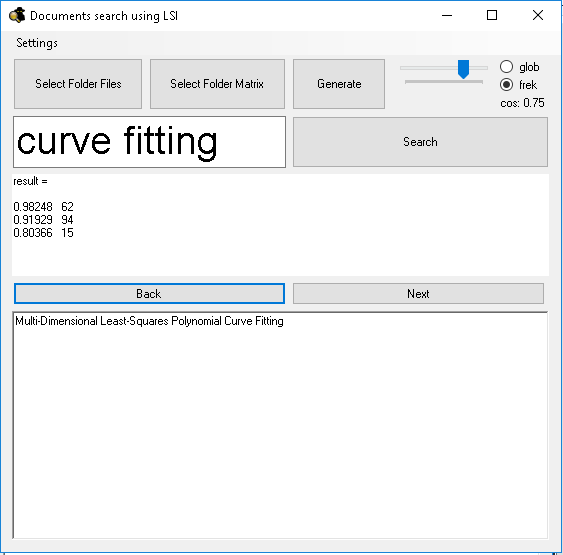 Documents search using LSI
Settings
Select Folder Files
Select Folder Matrix
Generate
glob
frek
cos: 0.75
curve fitting
Search
result =
0.98248 62
0.91929 94
0.80366 15
Back
Next
Multi-Dimensional Least-Squares Polynomial Curve Fitting